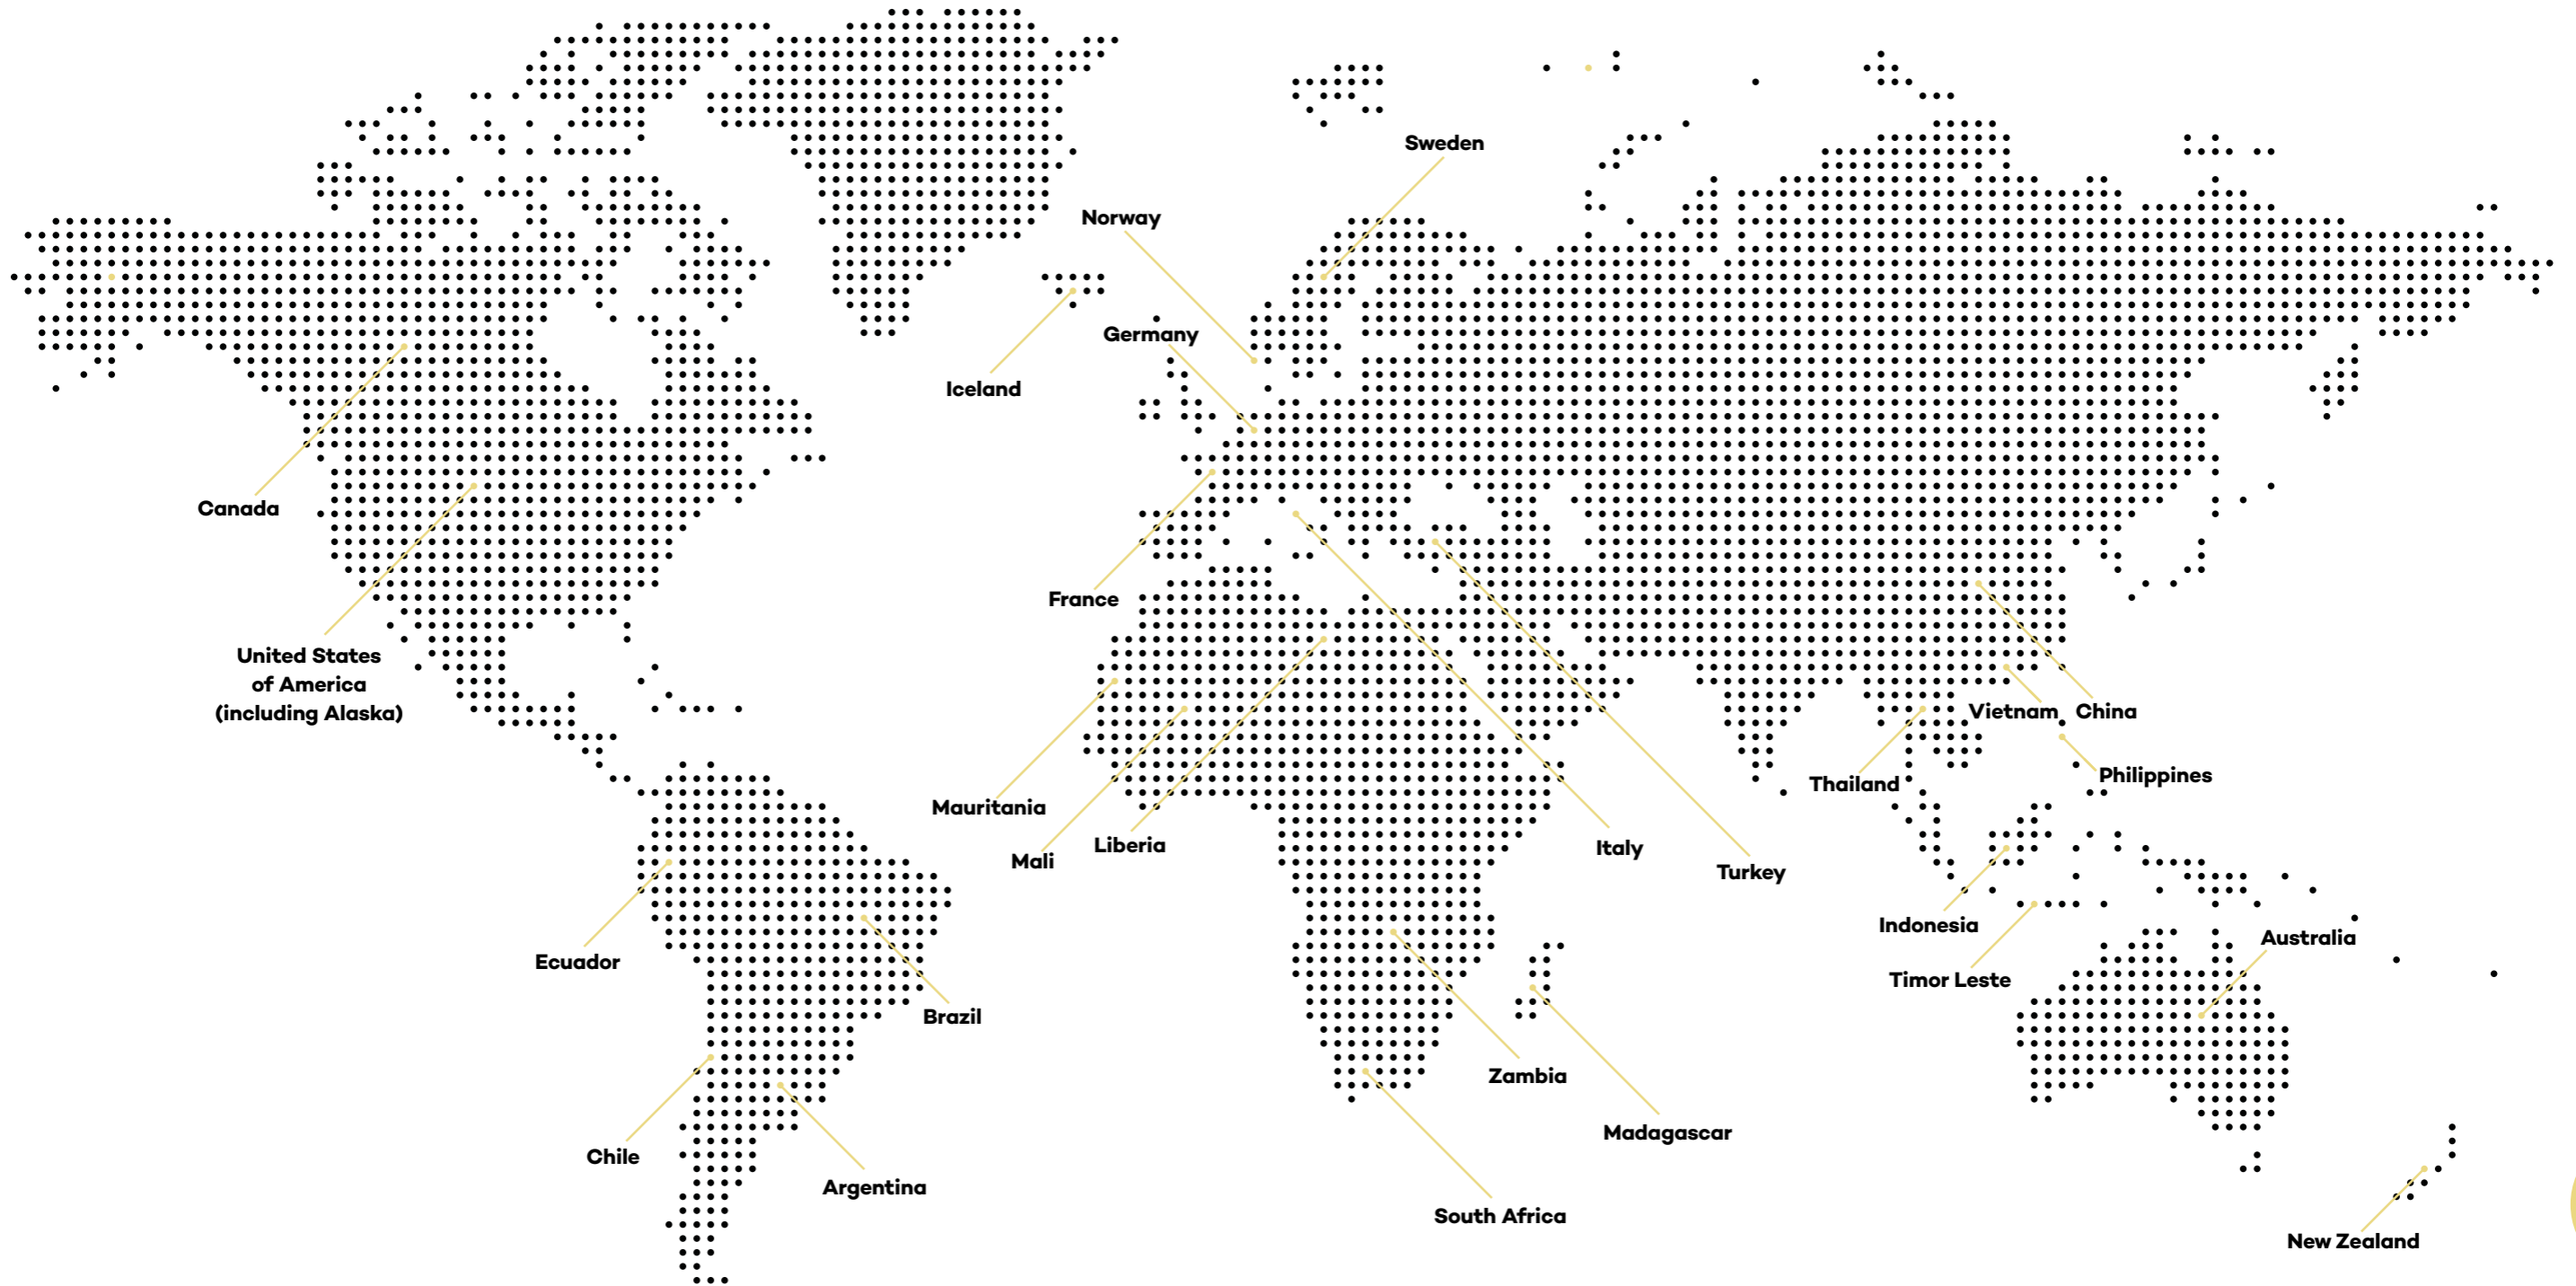 Sweden
Norway
Germany
Iceland
Canada
France
United States
of America
(including Alaska)
Vietnam
China
Thailand
Philippines
Mauritania
Mali
Liberia
Italy
Turkey
Ecuador
Indonesia
Australia
Timor Leste
Brazil
Zambia
Madagascar
Chile
Argentina
South Africa
New Zealand